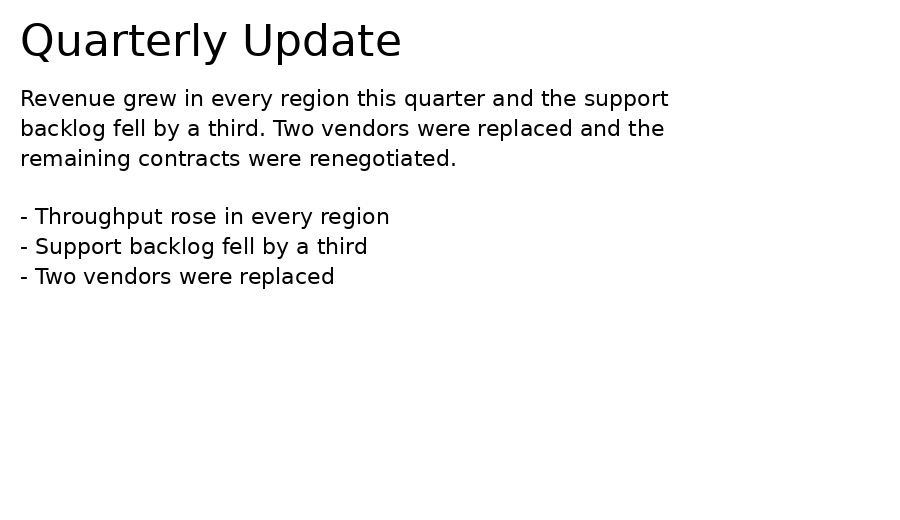 Quarterly Update
Revenue grew in every region this quarter and the support
backlog fell by a third. Two vendors were replaced and the
remaining contracts were renegotiated.
- Throughput rose in every region
- Support backlog fell by a third
- Two vendors were replaced